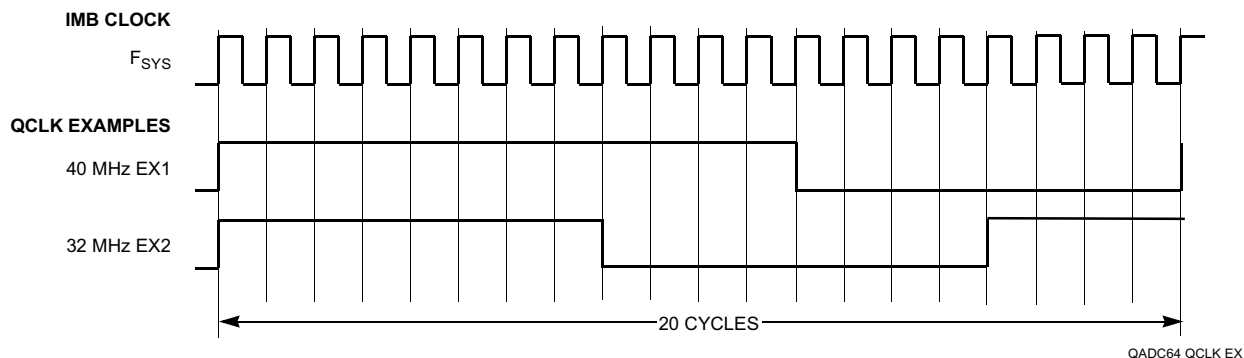 IMB CLOCK
FSYS
QCLK EXAMPLES
40 MHz EX1
32 MHz EX2
20 CYCLES
QADC64 QCLK EX